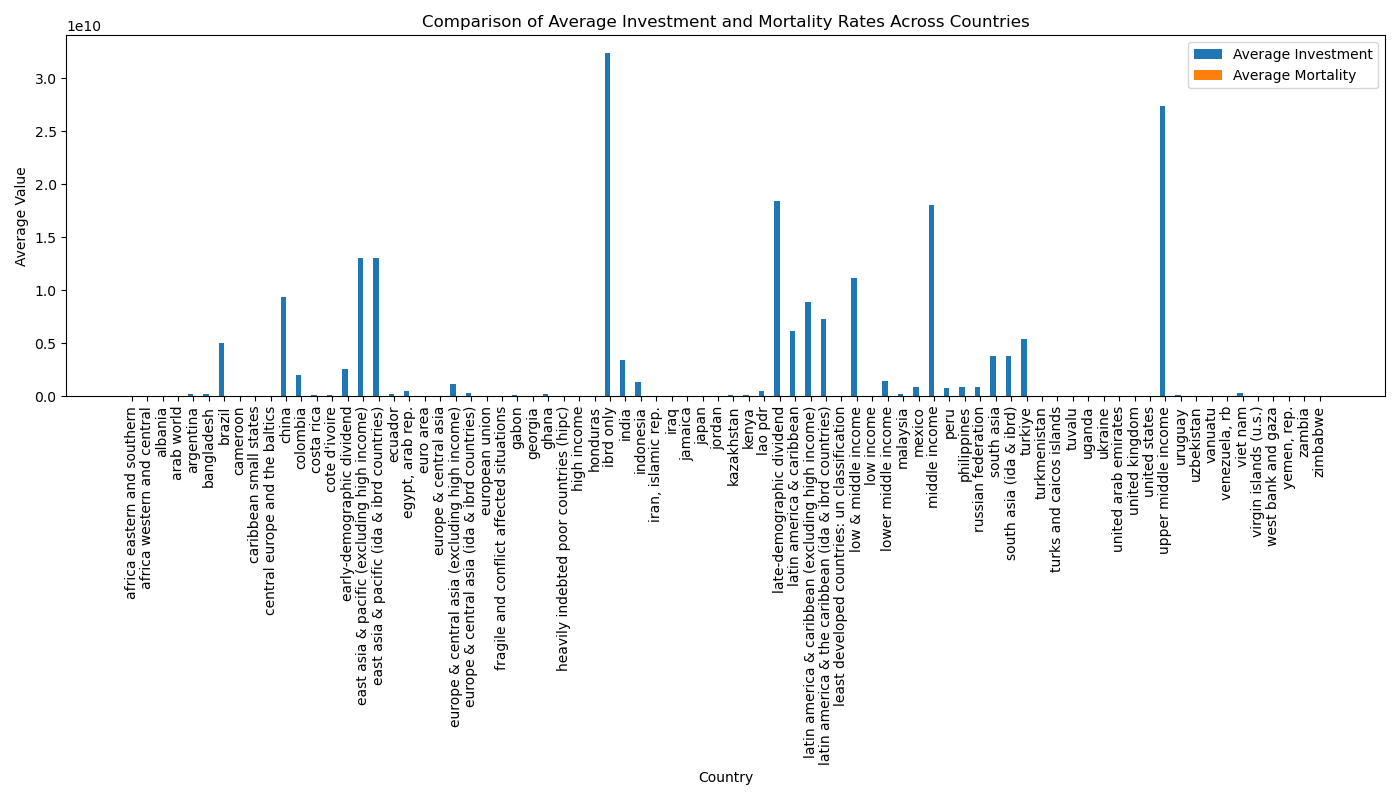 Comparison of Average Investment and Mortality Rates Across Countries
1e10
Average Investment
Average Mortality
3.0
2.5
2.0
1.5
1.0
0.5
0.0
Average Value
africa eastern and southern
africa western and central
albania
arab world
argentina
bangladesh
brazil
cameroon
caribbean small states
central europe and the baltics
china
colombia
costa rica
cote d'ivoire
early-demographic dividend
east asia & pacific (excluding high income)
east asia & pacific (ida & ibrd countries)
ecuador
egypt, arab rep.
euro area
europe & central asia
europe & central asia (excluding high income)
europe & central asia (ida & ibrd countries)
european union
fragile and conflict affected situations
gabon
georgia
ghana
heavily indebted poor countries (hipc)
high income
honduras
ibrd only
india
indonesia
iran, islamic rep.
iraq
jamaica
japan
jordan
kazakhstan
kenya
lao pdr
late-demographic dividend
latin america & caribbean
latin america & caribbean (excluding high income)
latin america & the caribbean (ida & ibrd countries)
least developed countries: un classification
low & middle income
low income
lower middle income
malaysia
mexico
middle income
peru
philippines
russian federation
south asia
south asia (ida & ibrd)
turkiye
turkmenistan
turks and caicos islands
tuvalu
uganda
ukraine
united arab emirates
united kingdom
united states
upper middle income
uruguay
uzbekistan
vanuatu
venezuela, rb
viet nam
virgin islands (u.s.)
west bank and gaza
yemen, rep.
zambia
zimbabwe
Country